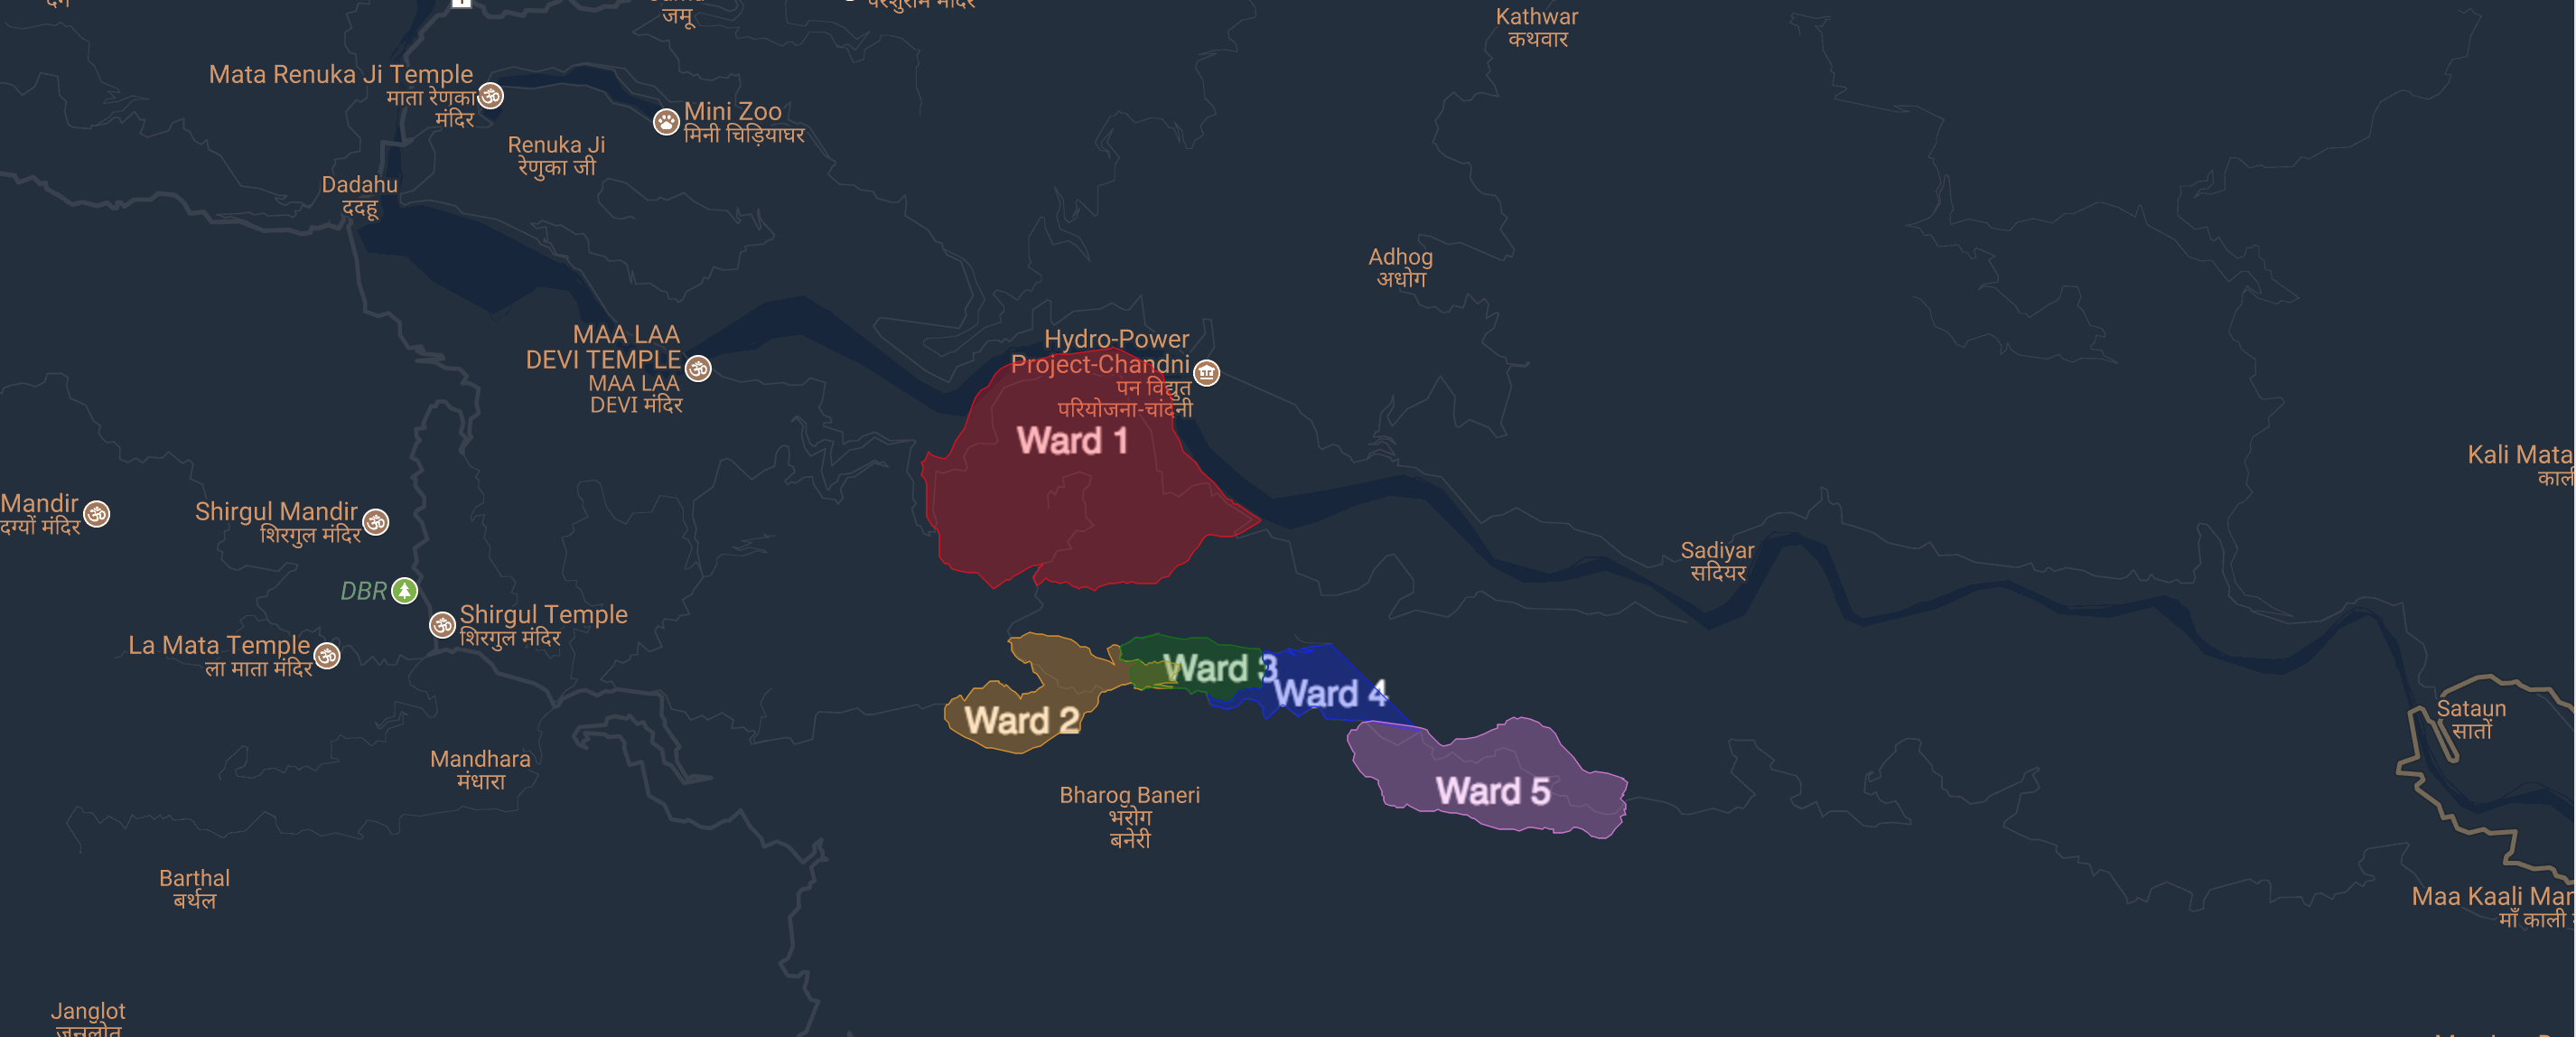 जमू
Kathwar
कथवार
Mata Renuka Ji Temple
माता रेणका
मंदिर
Mini Zoo
मिनी चिड़ियाघर
Renuka Ji
रेणुका जी
Dadahu
ददहू
Adhog
अधोग
MAA LAA
DEVI TEMPLE
MAA LAA
DEVI मंदिर
Hydro-Power
Project-Chandni
पन विद्युत
परियोजना-चांदनी
Ward 1
Kali Mata
Mandir
दग्यों मंदिर
Shirgul Mandir
शिरगुल मंदिर
Sadiyar
सदियर
DBR
Shirgul Temple
शिरगुल मंदिर
La Mata Temple
ला माता मंदिर
Ward 2
Ward 3
Ward 4
Ward 5
Sataun
सातों
Mandhara
मंधारा
Bharog Baneri
भरोग
बनेरी
Barthal
बर्थल
Maa Kaali
माँ काली
Janglot